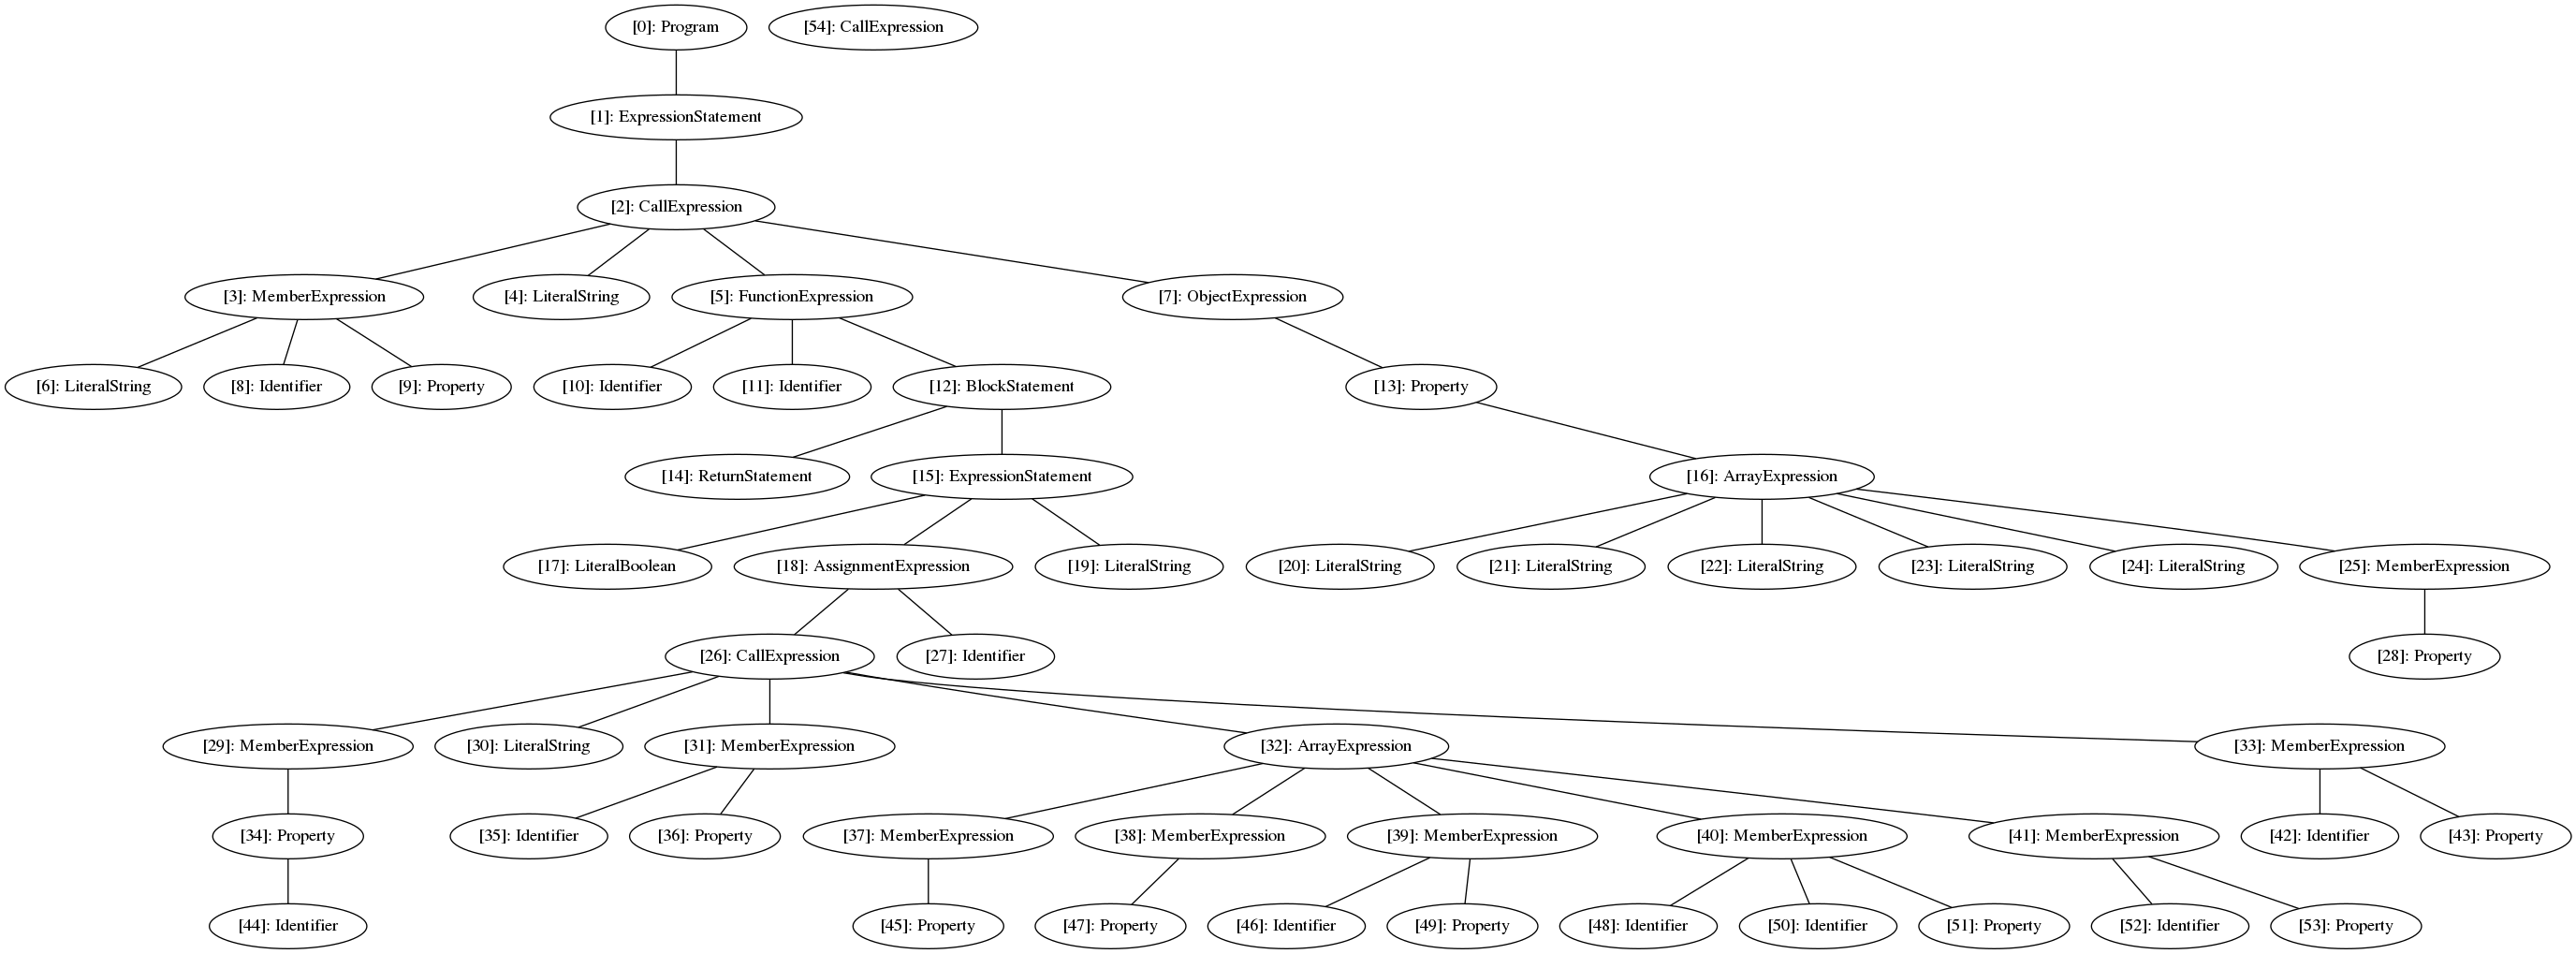 [0]: Program
[54]: CallExpression
[1]: ExpressionStatement
[2]: CallExpression
[3]: MemberExpression
[4]: LiteralString
[5]: FunctionExpression
[7]: ObjectExpression
[6]: LiteralString
[8]: Identifier
[9]: Property
[10]: Identifier
[11]: Identifier
[12]: BlockStatement
[13]: Property
[14]: ReturnStatement
[15]: ExpressionStatement
[16]: ArrayExpression
[17]: LiteralBoolean
[18]: AssignmentExpression
[19]: LiteralString
[20]: LiteralString
[21]: LiteralString
[22]: LiteralString
[23]: LiteralString
[24]: LiteralString
[25]: MemberExpression
[26]: CallExpression
[27]: Identifier
[28]: Property
[29]: MemberExpression
[30]: LiteralString
[31]: MemberExpression
[32]: ArrayExpression
[33]: MemberExpression
[34]: Property
[35]: Identifier
[36]: Property
[37]: MemberExpression
[38]: MemberExpression
[39]: MemberExpression
[40]: MemberExpression
[41]: MemberExpression
[42]: Identifier
[43]: Property
[44]: Identifier
[45]: Property
[47]: Property
[46]: Identifier
[49]: Property
[48]: Identifier
[50]: Identifier
[51]: Property
[52]: Identifier
[53]: Property